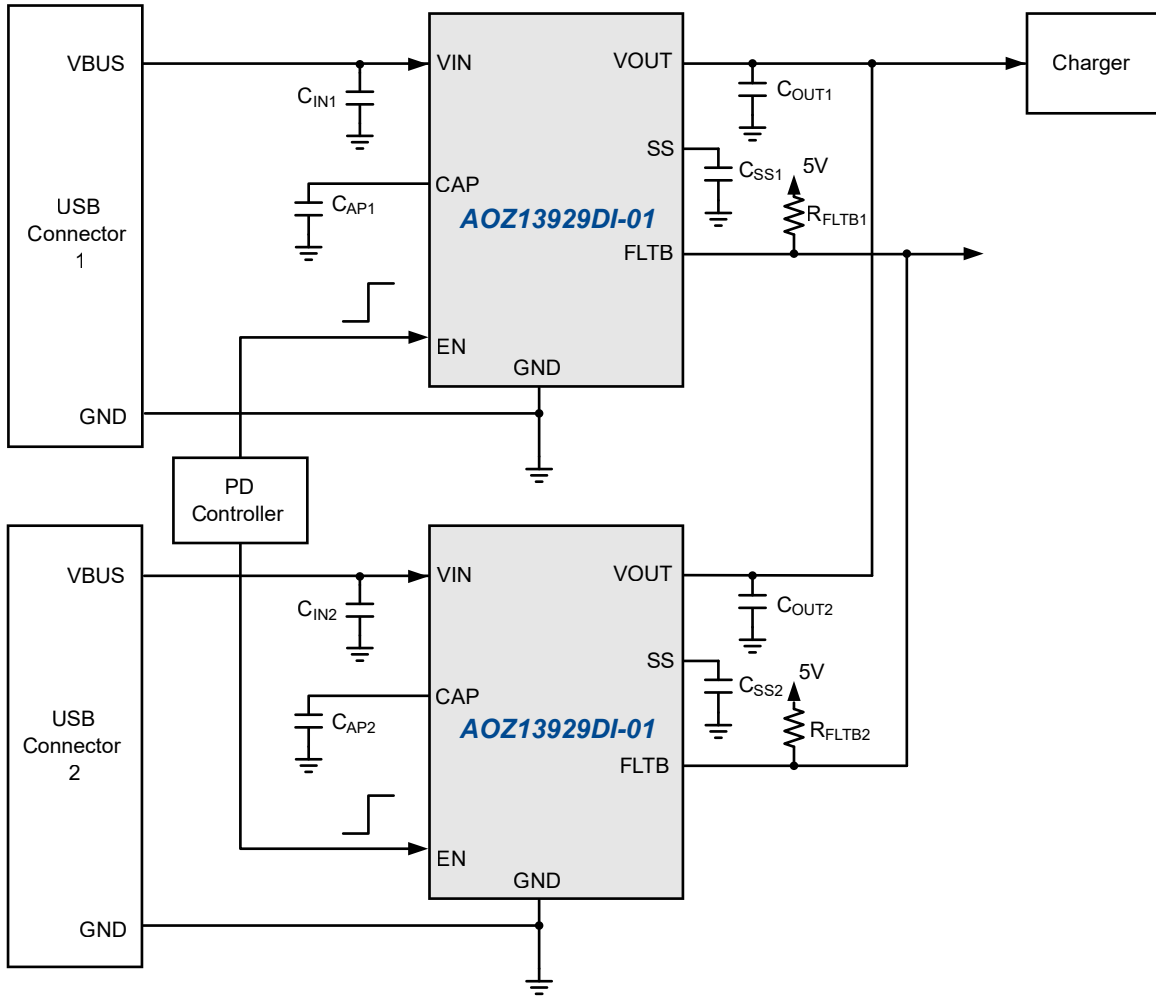 VBUS
VIN
VOUT
Charger
CIN1
COUT1
SS
CSS1
5V
CAP
CAP1
USB
Connector
1
AOZ13929DI-01
RFLTB1
FLTB
EN
GND
GND
PD
Controller
VBUS
VIN
VOUT
CIN2
COUT2
SS
CSS2
5V
CAP
CAP2
USB
Connector
2
AOZ13929DI-01
RFLTB2
FLTB
EN
GND
GND